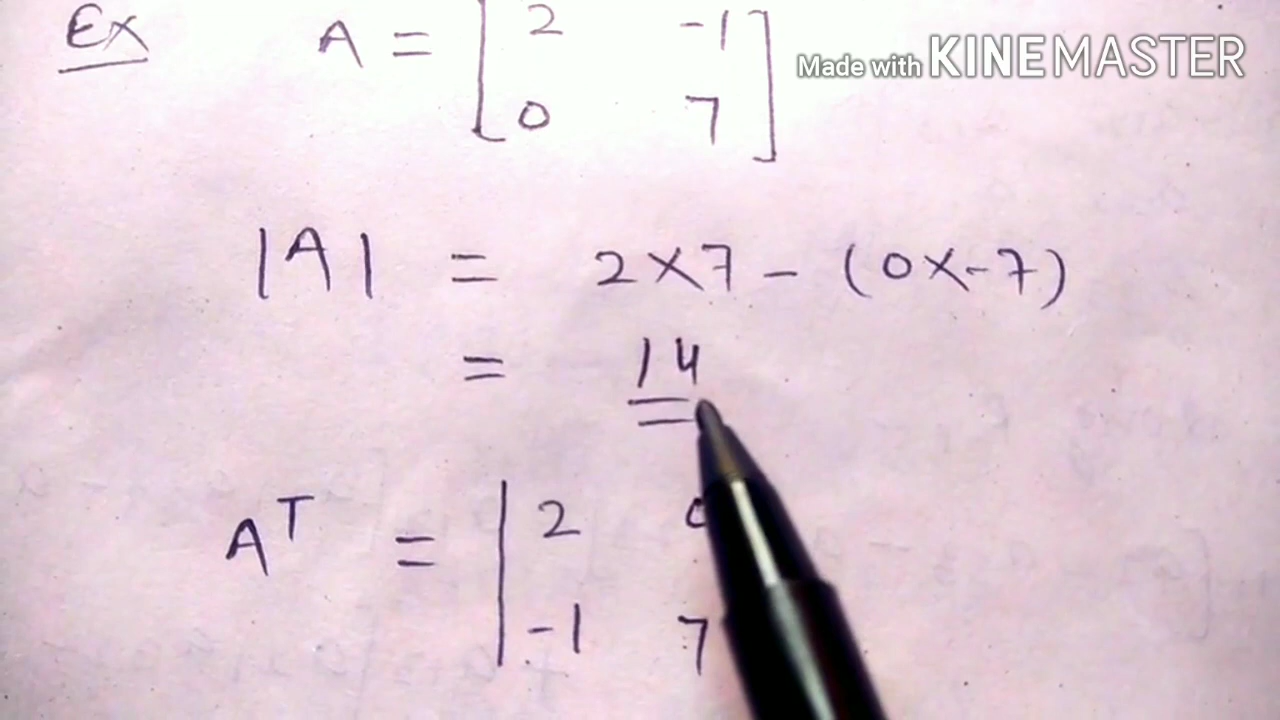 Ex A = [ 2 -1
Made with KINEMASTER
0 7 ]
|A| = 2 × 7 - (0 × -7)
= 14
A^T = | 2
-1 7